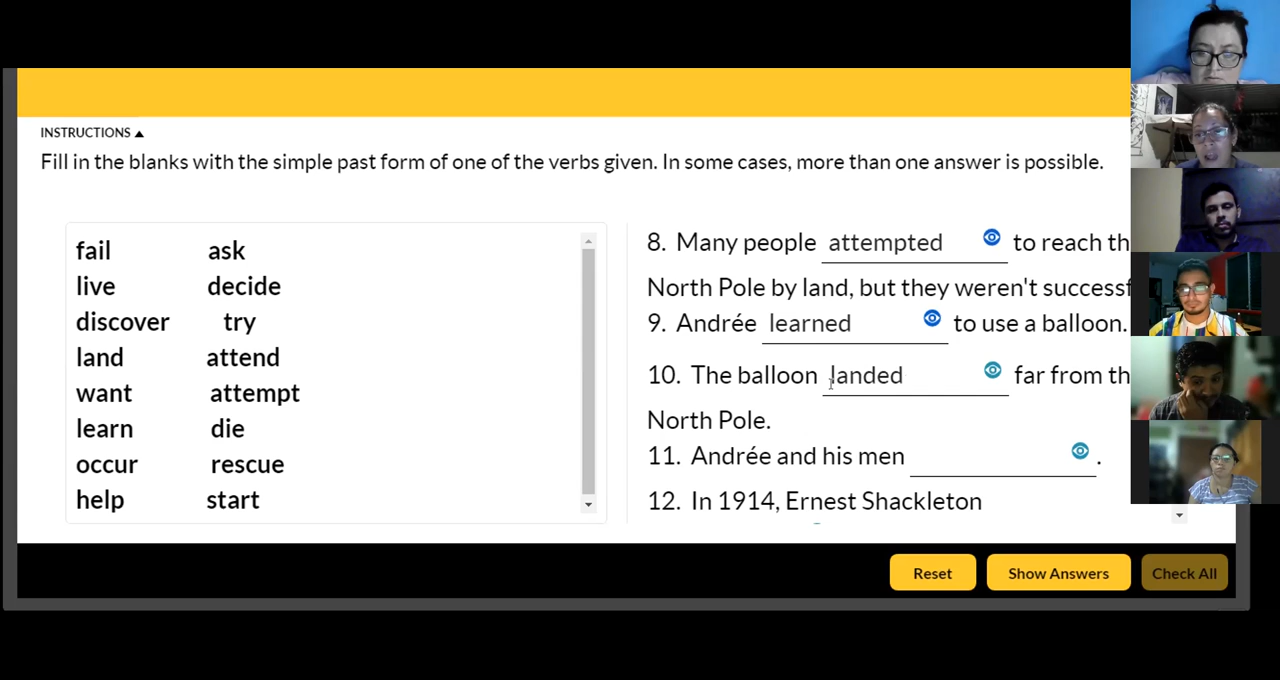 INSTRUCTIONS
Fill in the blanks with the simple past form of one of the verbs given. In some cases, more than one answer is possible.
fail ask
live decide
discover try
land attend
want attempt
learn die
occur rescue
help start
8. Many people attempted to reach th
North Pole by land, but they weren't successf
9. Andrée learned to use a balloon.
10. The balloon landed far from th
North Pole.
11. Andrée and his men .
12. In 1914, Ernest Shackleton
Reset Show Answers Check All